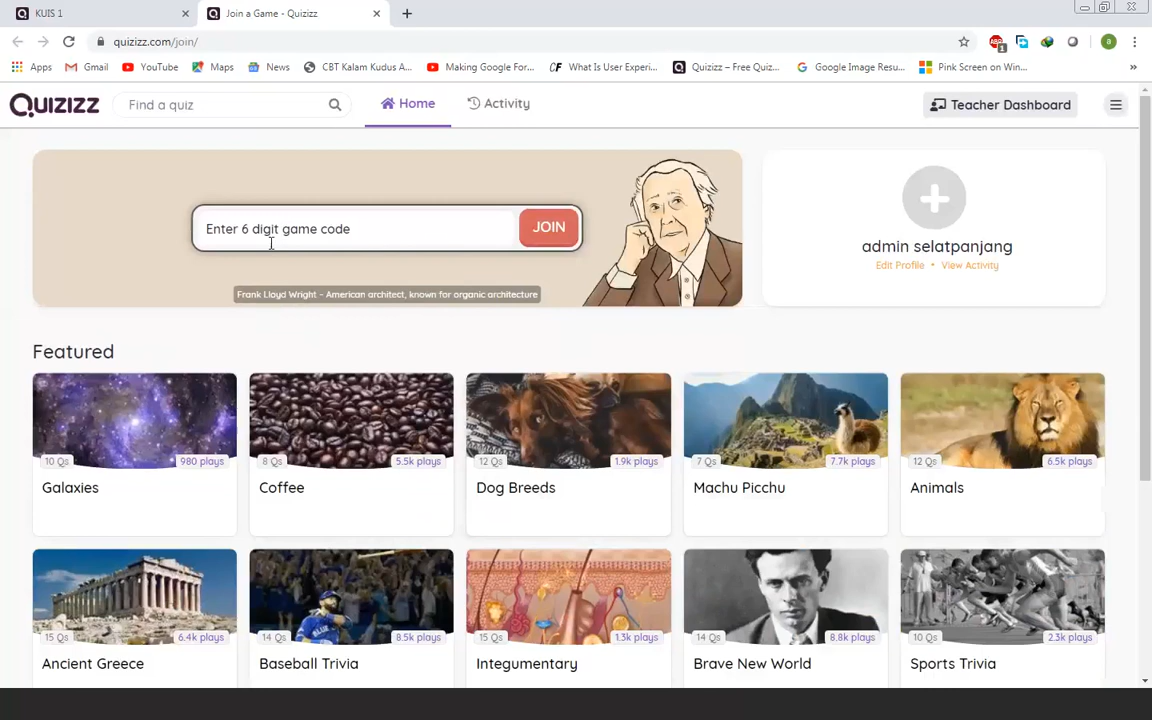 KUIS 1
Join a Game - Quizizz
quizizz.com/join/
Apps
Gmail
YouTube
Maps
News
CBT Kalam Kudus A...
Making Google For...
What Is User Experi...
Quizizz – Free Quiz...
Google Image Resu...
Pink Screen on Win...
QUIZIZZ
Find a quiz
Home
Activity
Teacher Dashboard
Enter 6 digit game code
JOIN
Frank Lloyd Wright - American architect, known for organic architecture
admin selatpanjang
Edit Profile • View Activity
Featured
10 Qs 980 plays
Galaxies
8 Qs 5.5k plays
Coffee
12 Qs 1.9k plays
Dog Breeds
7 Qs 7.7k plays
Machu Picchu
12 Qs 6.5k plays
Animals
15 Qs 6.4k plays
Ancient Greece
14 Qs 8.5k plays
Baseball Trivia
15 Qs 1.3k plays
Integumentary
14 Qs 8.8k plays
Brave New World
10 Qs 2.3k plays
Sports Trivia